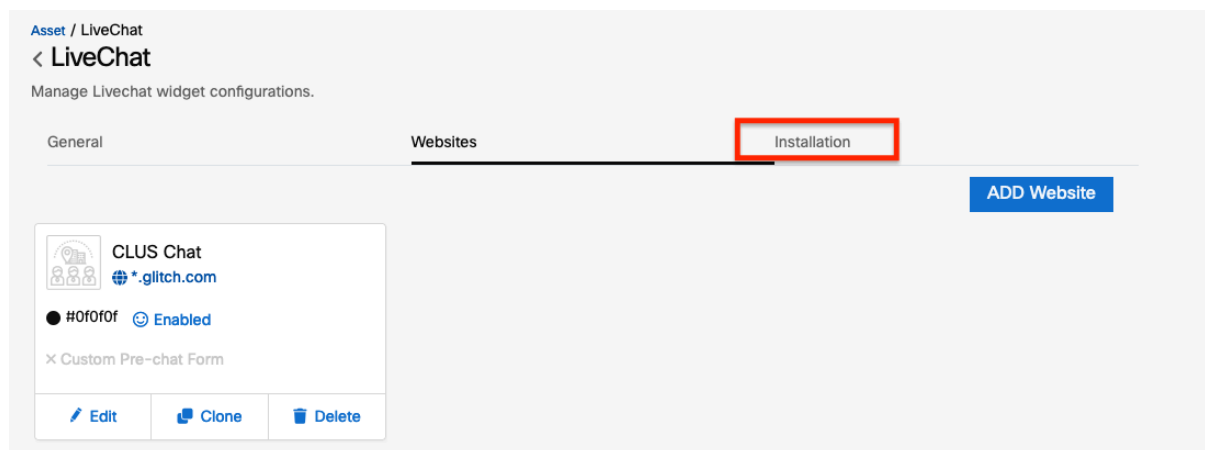 Asset / LiveChat
< LiveChat
Manage Livechat widget configurations.
General Websites Installation
ADD Website
CLUS Chat
*.glitch.com
#0f0f0f Enabled
× Custom Pre-chat Form
Edit Clone Delete